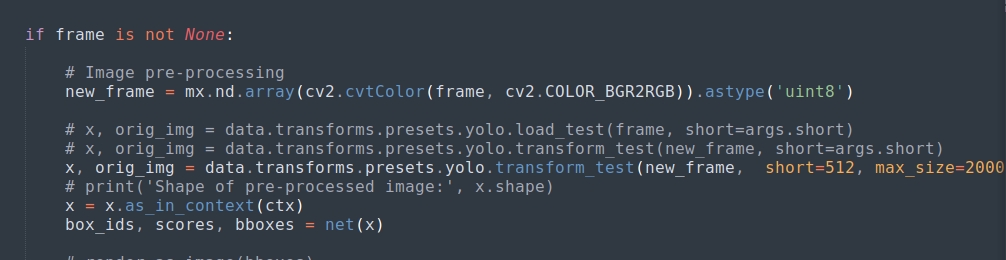 if frame is not None:
# Image pre-processing
new_frame = mx.nd.array(cv2.cvtColor(frame, cv2.COLOR_BGR2RGB)).astype('uint8')
# x, orig_img = data.transforms.presets.yolo.load_test(frame, short=args.short)
# x, orig_img = data.transforms.presets.yolo.transform_test(new_frame, short=args.short)
x, orig_img = data.transforms.presets.yolo.transform_test(new_frame,  short=512, max_size=2000
# print('Shape of pre-processed image:', x.shape)
x = x.as_in_context(ctx)
box_ids, scores, bboxes = net(x)